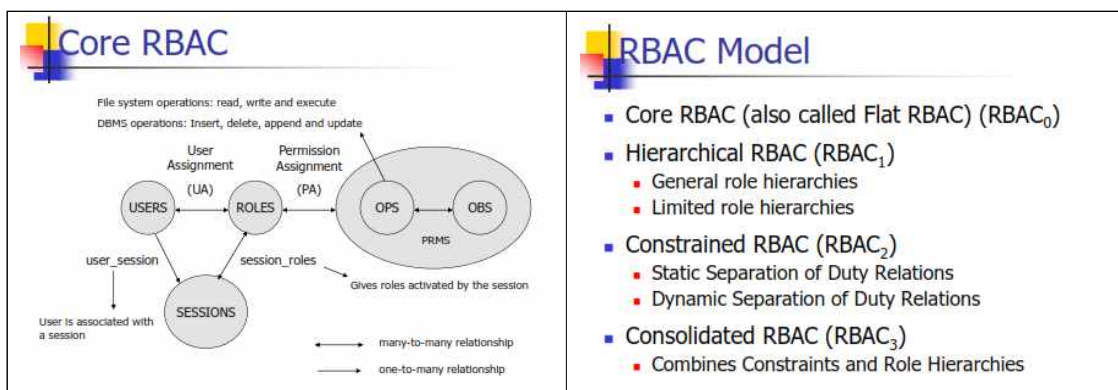 Core RBAC
File system operations: read, write and execute
DBMS operations: Insert, delete, append and update
User
Assignment
(UA)
Permission
Assignment
(PA)
USERS
ROLES
OPS
OBS
PRMS
user_session
session_roles
Gives roles activated by the session
SESSIONS
User is associated with
a session
many-to-many relationship
one-to-many relationship
RBAC Model
Core RBAC (also called Flat RBAC) (RBAC₀)
Hierarchical RBAC (RBAC₁)
General role hierarchies
Limited role hierarchies
Constrained RBAC (RBAC₂)
Static Separation of Duty Relations
Dynamic Separation of Duty Relations
Consolidated RBAC (RBAC₃)
Combines Constraints and Role Hierarchies